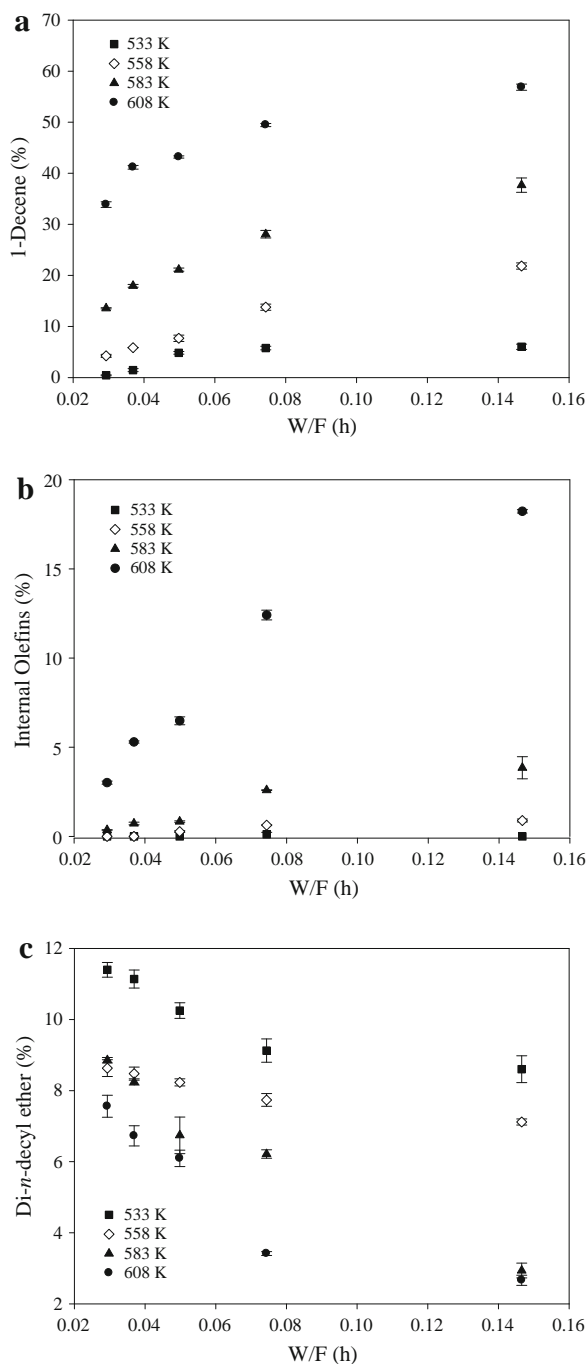 a
70
60
50
40
30
20
10
0
1-Decene (%)
533 K
558 K
583 K
608 K
0.02 0.04 0.06 0.08 0.10 0.12 0.14 0.16
W/F (h)
b
20
15
10
5
0
Internal Olefins (%)
533 K
558 K
583 K
608 K
0.02 0.04 0.06 0.08 0.10 0.12 0.14 0.16
W/F (h)
c
12
10
8
6
4
2
Di-n-decyl ether (%)
533 K
558 K
583 K
608 K
0.02 0.04 0.06 0.08 0.10 0.12 0.14 0.16
W/F (h)